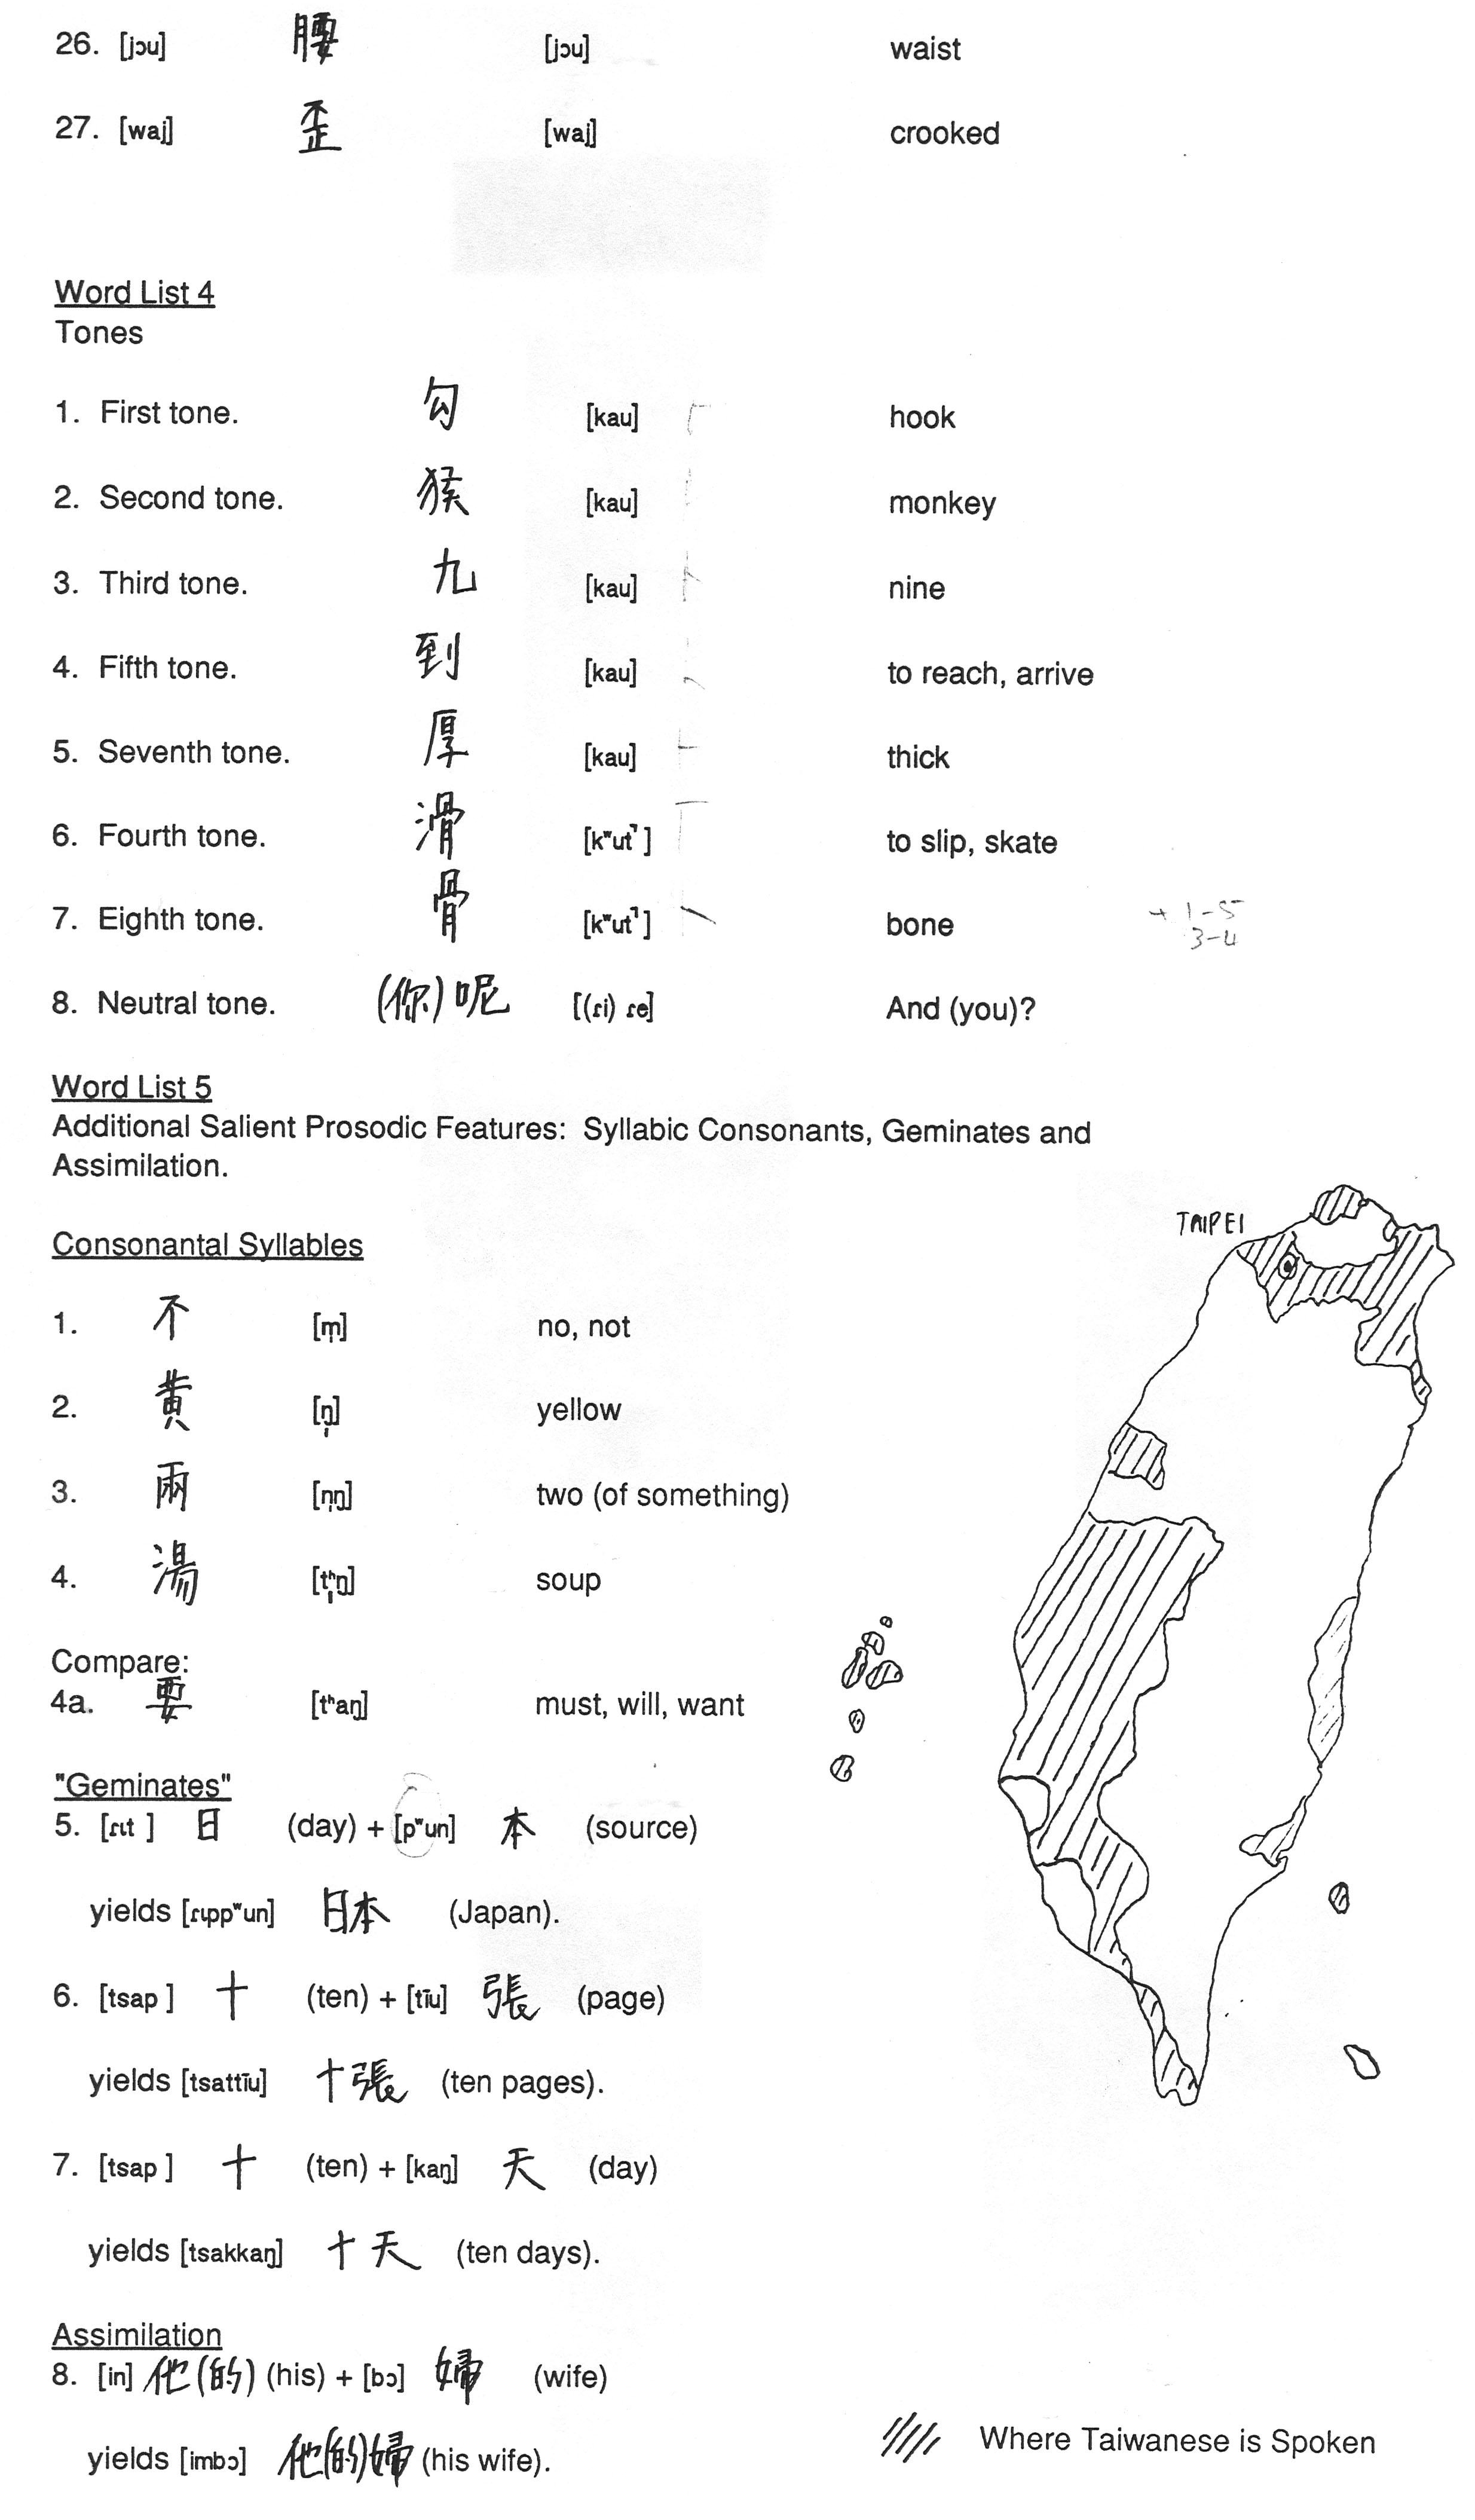 26. [jɔu] 腰 [jɔu] waist
27. [waj] 歪 [waj] crooked
Word List 4
Tones
1. First tone. 勾 [kau] hook
2. Second tone. 猴 [kau] monkey
3. Third tone. 九 [kau] nine
4. Fifth tone. 到 [kau] to reach, arrive
5. Seventh tone. 厚 [kau] thick
6. Fourth tone. 滑 [kʷut̚ ] to slip, skate
7. Eighth tone. 骨 [kʷut̚ ] bone
+ 1-5
3-4
8. Neutral tone. (你) 呢 [(ɾi) ɾe] And (you)?
Word List 5
Additional Salient Prosodic Features: Syllabic Consonants, Geminates and
Assimilation.
Consonantal Syllables
1. 不 [m̩] no, not
2. 黄 [ŋ̍] yellow
3. 兩 [nŋ̍] two (of something)
4. 湯 [tʰŋ̍] soup
Compare:
4a. 要 [tʰaŋ] must, will, want
"Geminates"
5. [ɾɩt ] 日 (day) + [pʷun] 本 (source)
yields [ɾɩppʷun] 日本 (Japan).
6. [tsap ] 十 (ten) + [tĩu] 張 (page)
yields [tsattĩu] 十張 (ten pages).
7. [tsap ] 十 (ten) + [kaŋ] 天 (day)
yields [tsakkaŋ] 十天 (ten days).
Assimilation
8. [in] 他(的) (his) + [bɔ] 婦 (wife)
yields [imbɔ] 他(的)婦 (his wife).
TAIPEI
Where Taiwanese is Spoken